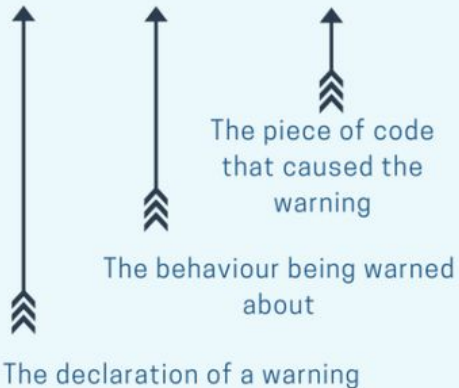 The piece of code
that caused the
warning
The behaviour being warned
about
The declaration of a warning